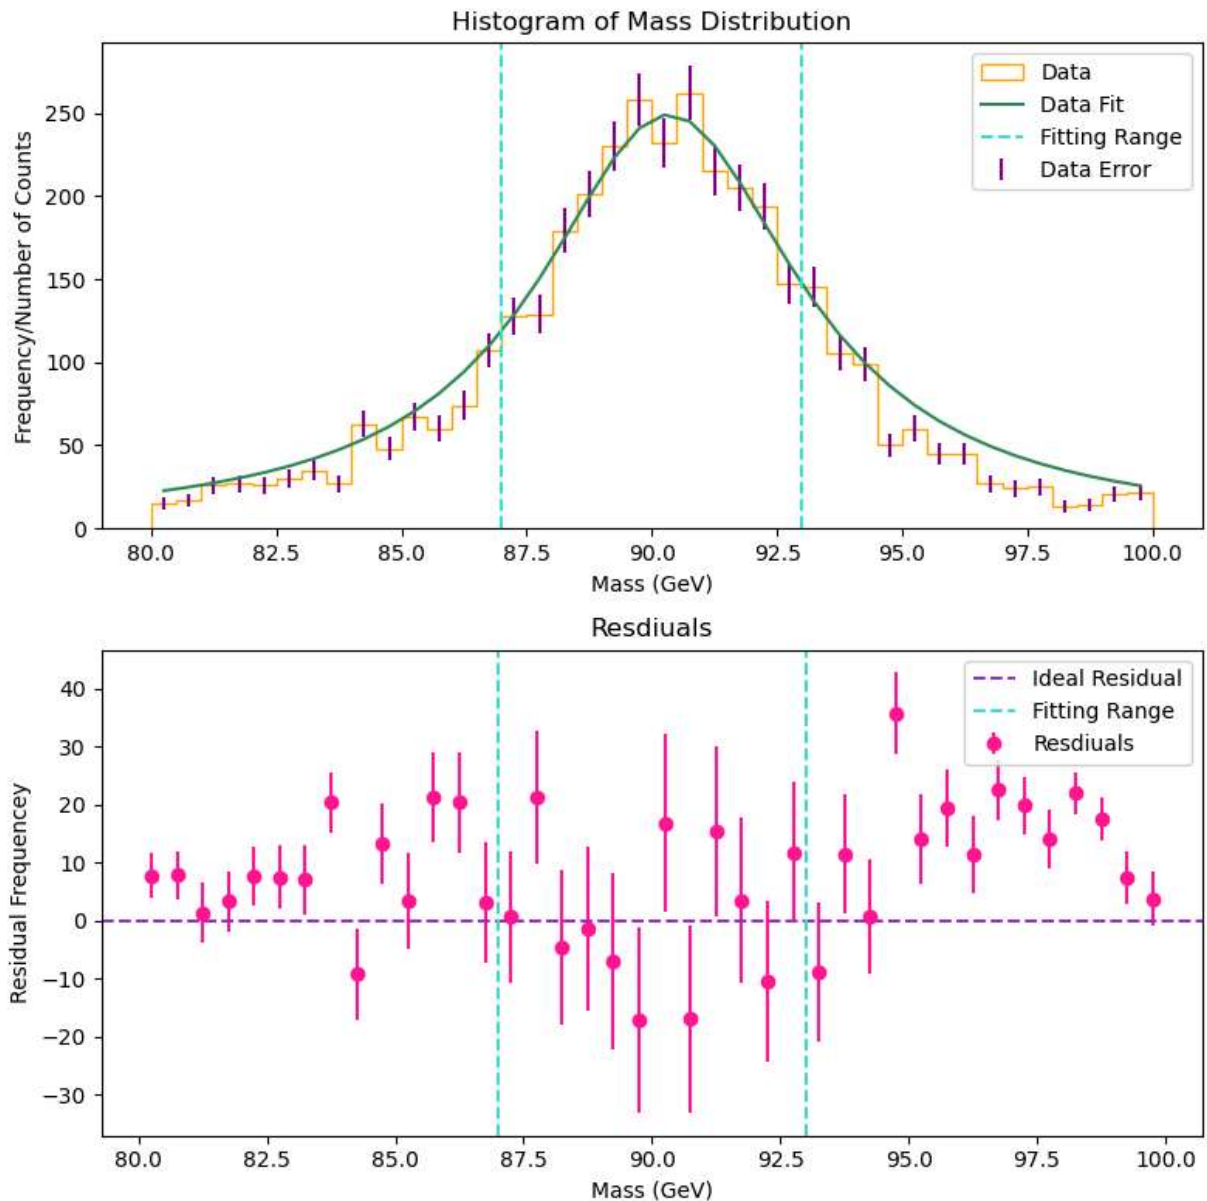 Histogram of Mass Distribution
Frequency/Number of Counts
250
200
150
100
50
0
Data
Data Fit
Fitting Range
Data Error
80.0 82.5 85.0 87.5 90.0 92.5 95.0 97.5 100.0
Mass (GeV)
Resdiuals
Residual Frequencey
40
30
20
10
0
−10
−20
−30
Ideal Residual
Fitting Range
Resdiuals
80.0 82.5 85.0 87.5 90.0 92.5 95.0 97.5 100.0
Mass (GeV)